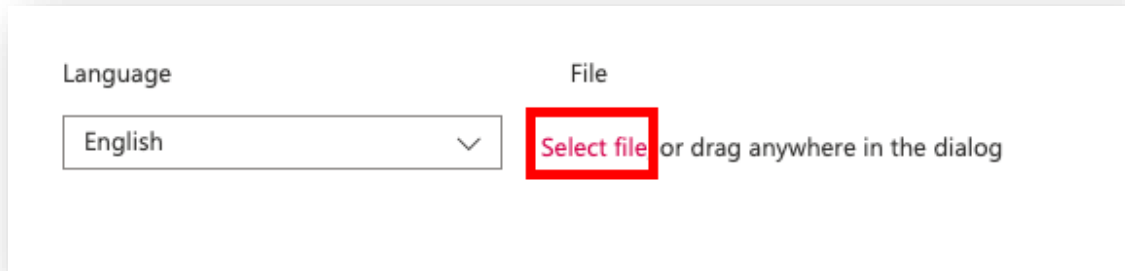 Language
File
English
Select file or drag anywhere in the dialog